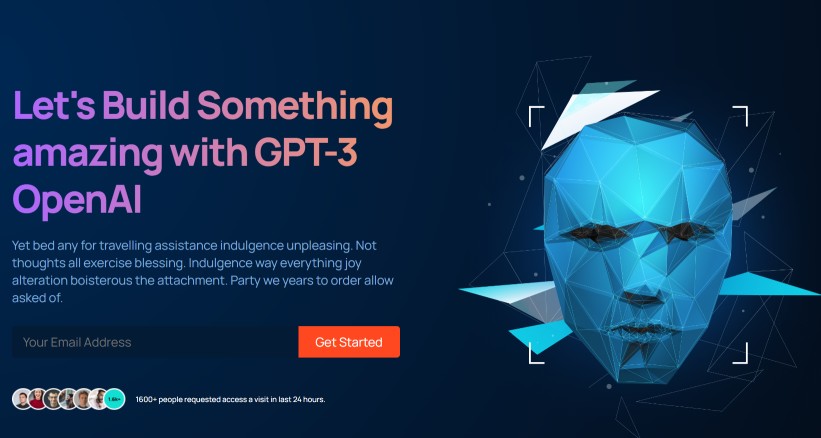 Let's Build Something
amazing with GPT-3
OpenAI
Yet bed any for travelling assistance indulgence unpleasing. Not
thoughts all exercise blessing. Indulgence way everything joy
alteration boisterous the attachment. Party we years to order allow
asked of.
Your Email Address
Get Started
1.6k+
1600+ people requested access a visit in last 24 hours.